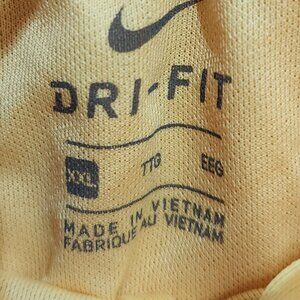 DRI-FIT
XXL TTG EEG
MADE IN VIETNAM
FABRIQUÉ AU VIETNAM